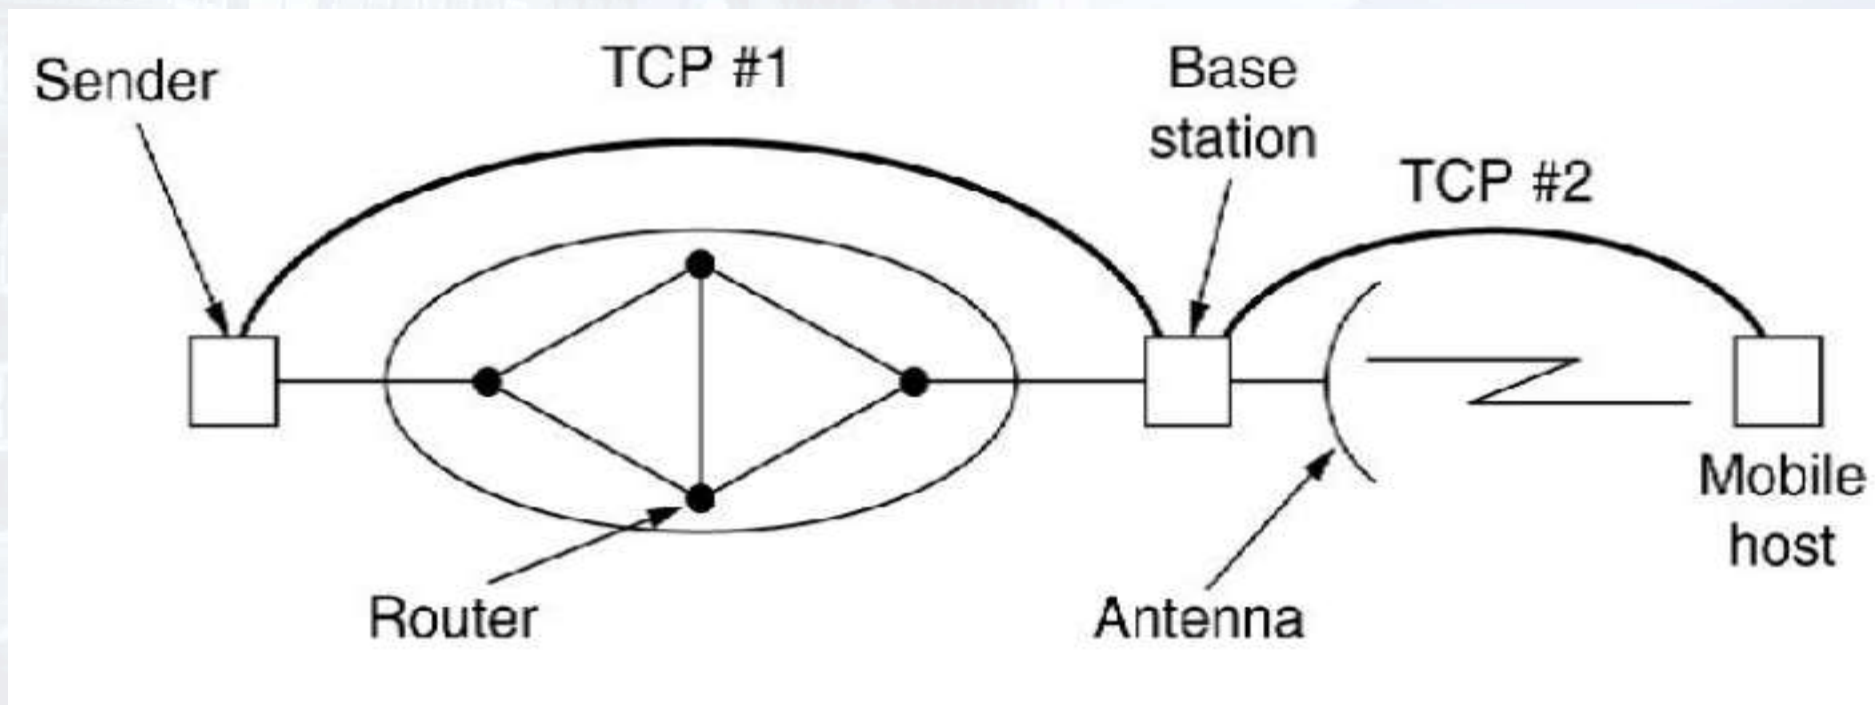 Sender
TCP #1
Base
station
TCP #2
Router
Antenna
Mobile
host